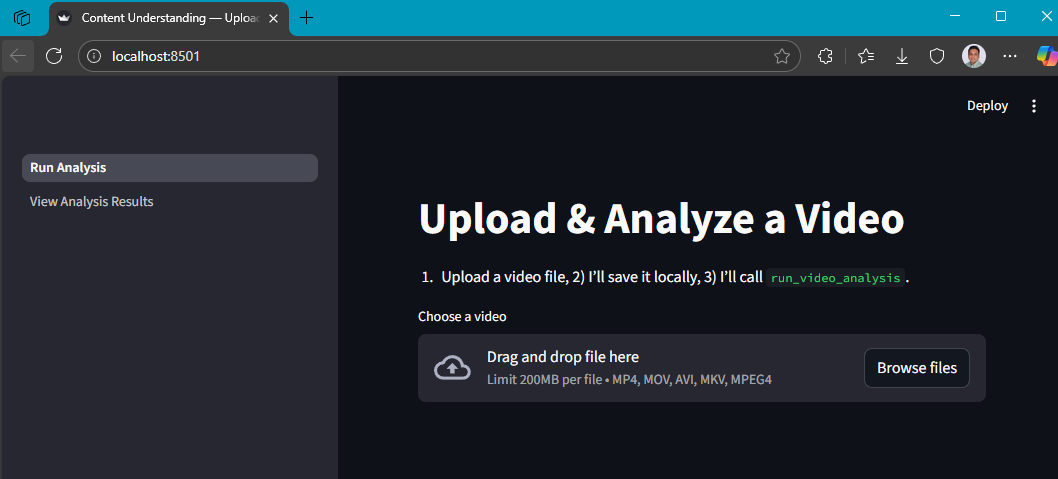 Content Understanding — Uploa
localhost:8501
Deploy
Run Analysis
View Analysis Results
Upload & Analyze a Video
1. Upload a video file, 2) I’ll save it locally, 3) I’ll call run_video_analysis.
Choose a video
Drag and drop file here
Limit 200MB per file • MP4, MOV, AVI, MKV, MPEG4
Browse files